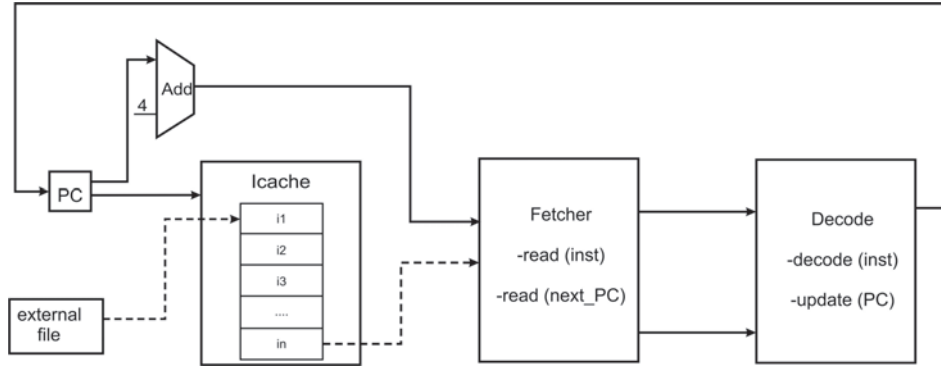 Add
4
PC
Icache
i1
i2
i3
....
in
external
file
Fetcher
-read (inst)
-read (next_PC)
Decode
-decode (inst)
-update (PC)